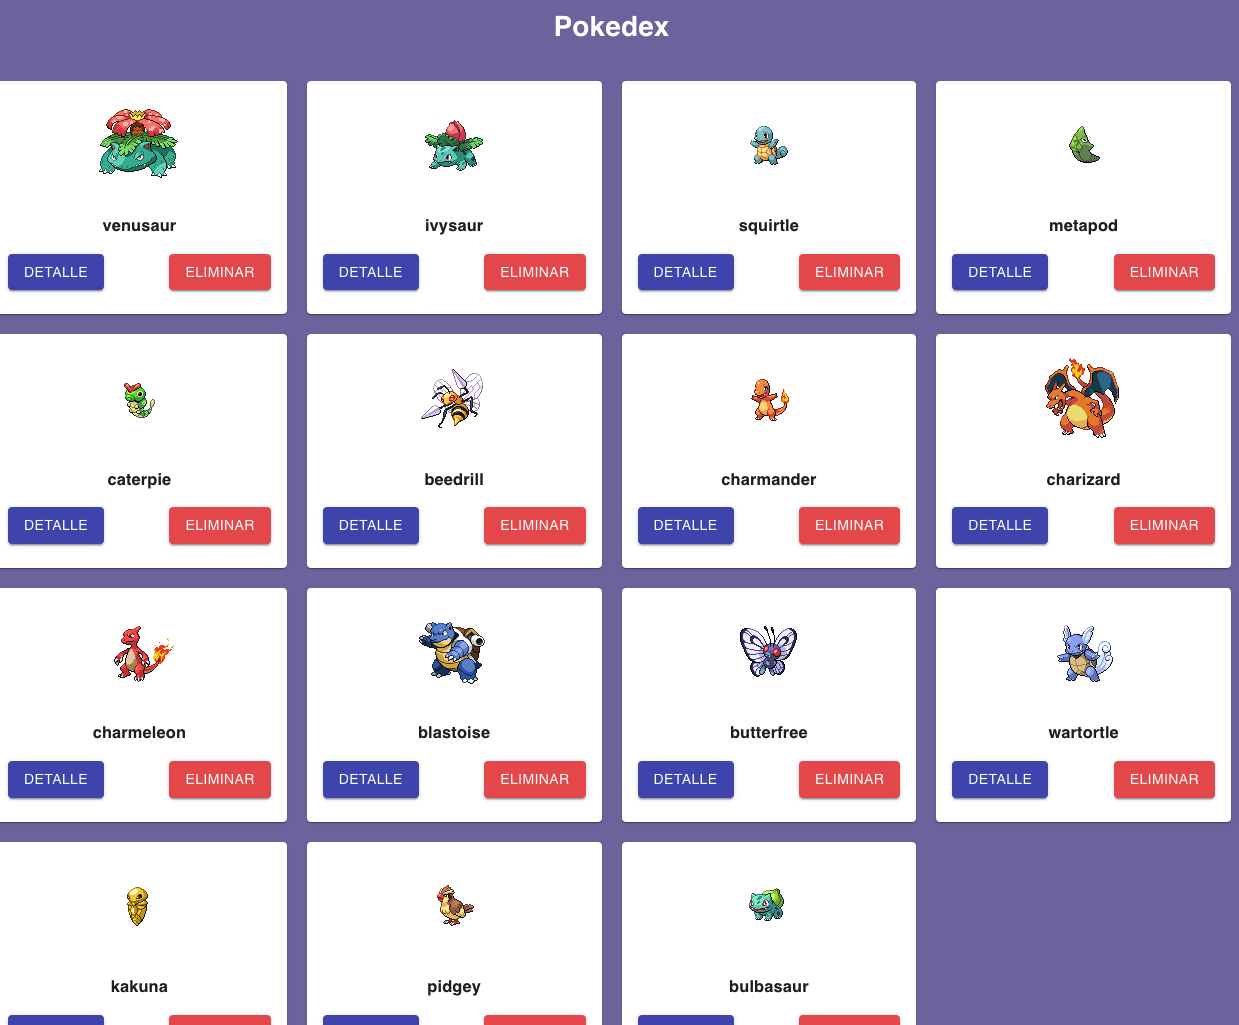 Pokedex
venusaur ivysaur squirtle metapod
DETALLE ELIMINAR DETALLE ELIMINAR DETALLE ELIMINAR DETALLE ELIMINAR
caterpie beedrill charmander charizard
DETALLE ELIMINAR DETALLE ELIMINAR DETALLE ELIMINAR DETALLE ELIMINAR
charmeleon blastoise butterfree wartortle
DETALLE ELIMINAR DETALLE ELIMINAR DETALLE ELIMINAR DETALLE ELIMINAR
kakuna pidgey bulbasaur